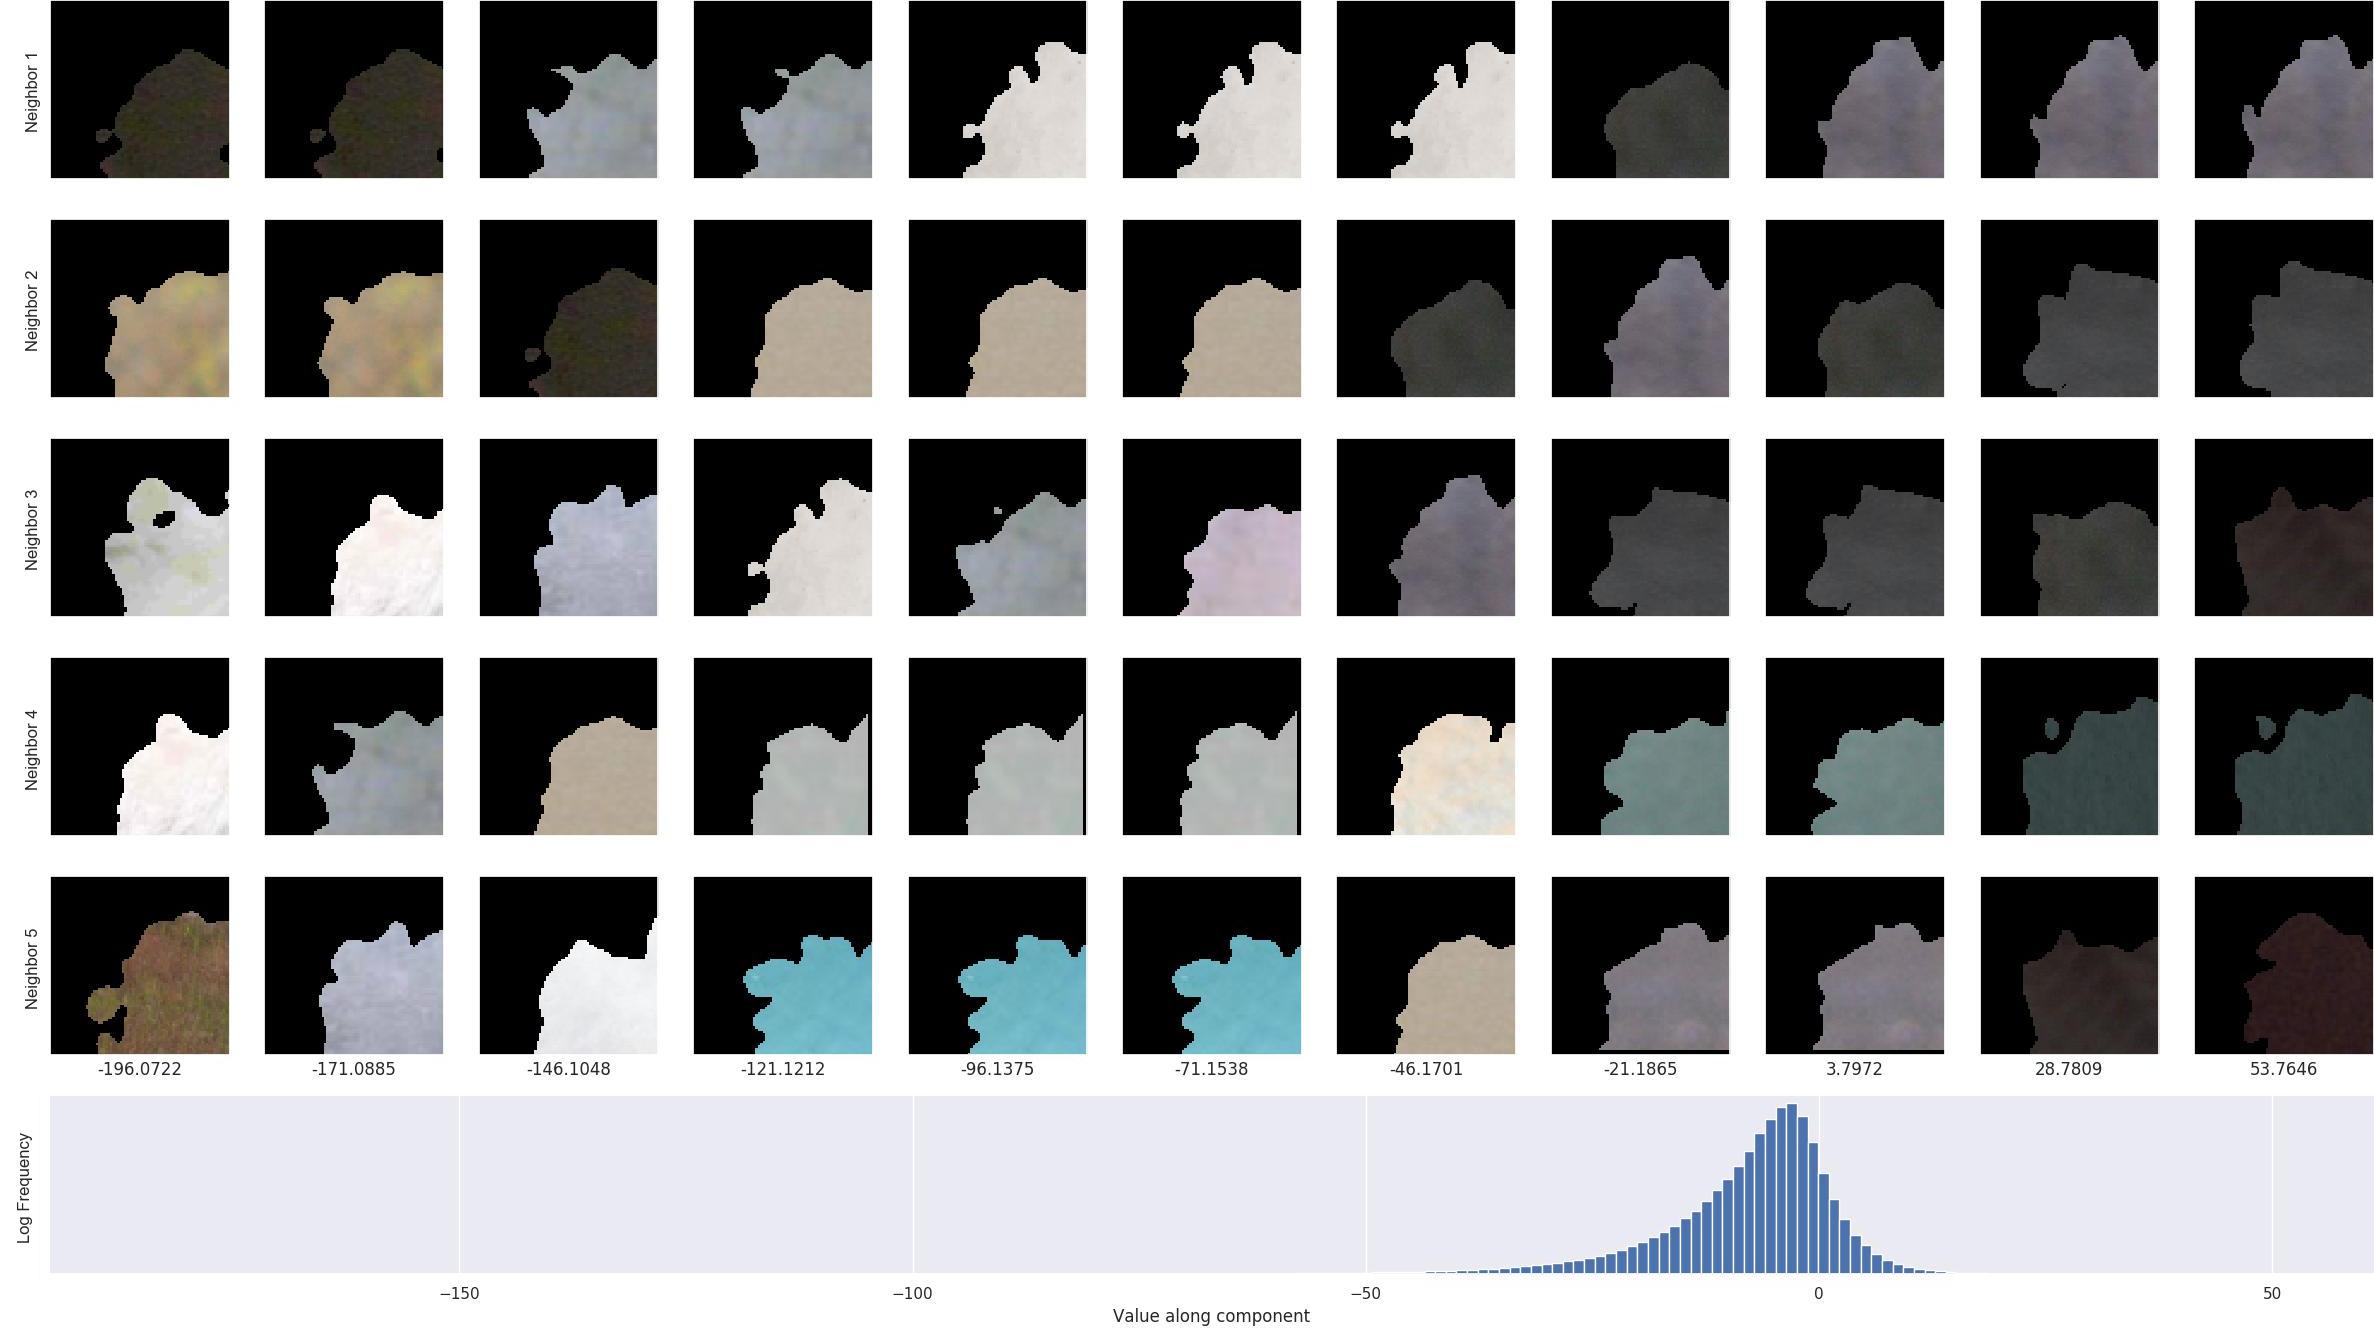 Neighbor 1
Neighbor 2
Neighbor 3
Neighbor 4
Neighbor 5
-196.0722 -171.0885 -146.1048 -121.1212 -96.1375 -71.1538 -46.1701 -21.1865 3.7972 28.7809 53.7646
Log Frequency
−150 −100 −50 0 50
Value along component